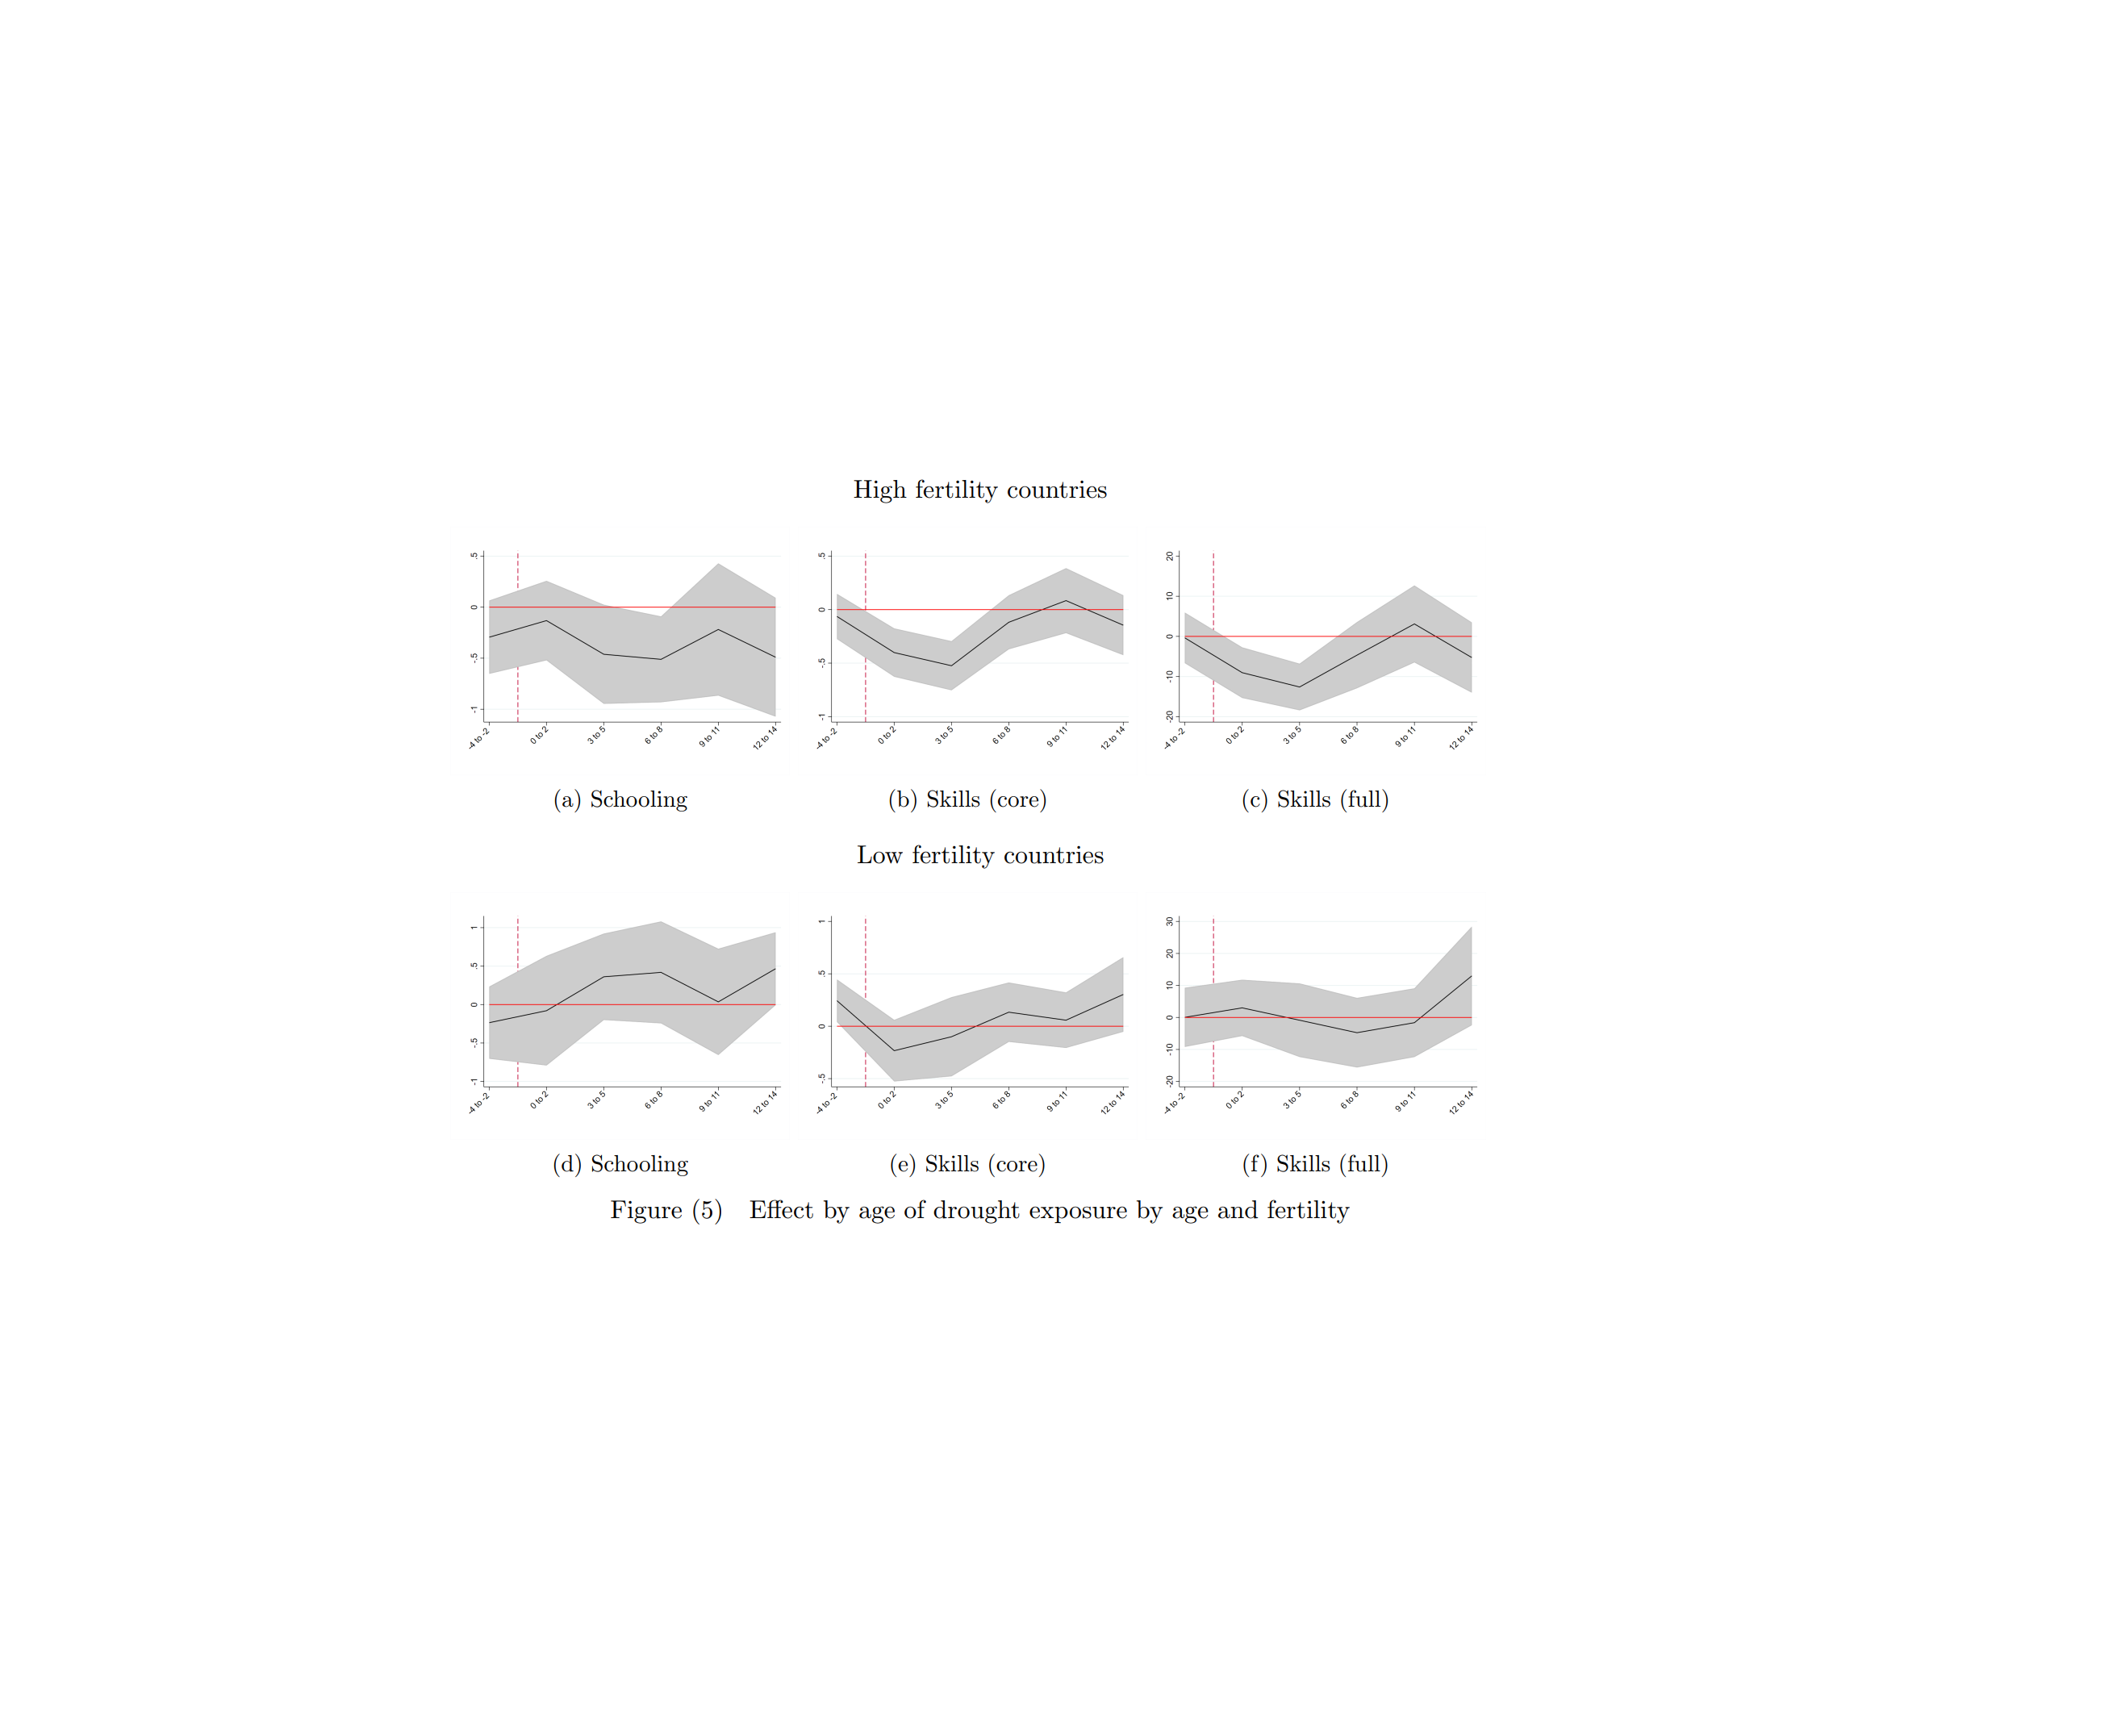 High fertility countries
.5
0
-.5
-1
-4 to -2
0 to 2
3 to 5
6 to 8
9 to 11
12 to 14
.5
0
-.5
-1
-4 to -2
0 to 2
3 to 5
6 to 8
9 to 11
12 to 14
20
10
0
-10
-20
-4 to -2
0 to 2
3 to 5
6 to 8
9 to 11
12 to 14
(a) Schooling
(b) Skills (core)
(c) Skills (full)
Low fertility countries
1
.5
0
-.5
-1
-4 to -2
0 to 2
3 to 5
6 to 8
9 to 11
12 to 14
1
.5
0
-.5
-4 to -2
0 to 2
3 to 5
6 to 8
9 to 11
12 to 14
30
20
10
0
-10
-20
-4 to -2
0 to 2
3 to 5
6 to 8
9 to 11
12 to 14
(d) Schooling
(e) Skills (core)
(f) Skills (full)
Figure (5) Effect by age of drought exposure by age and fertility